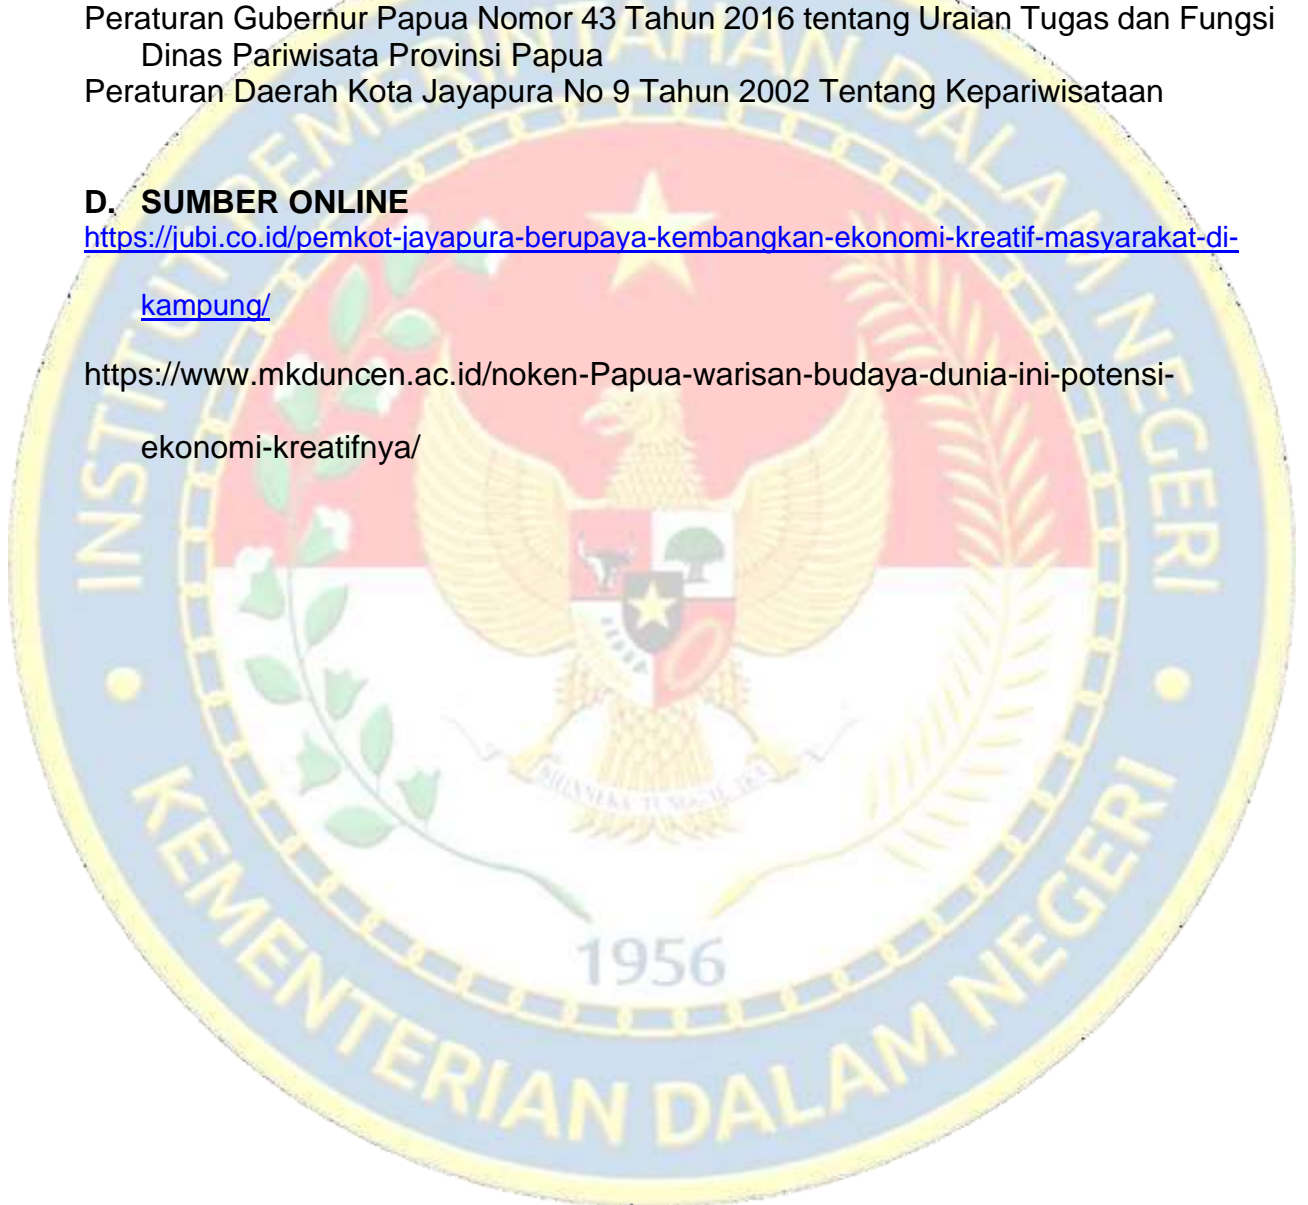 Peraturan Gubernur Papua Nomor 43 Tahun 2016 tentang Uraian Tugas dan Fungsi
Dinas Pariwisata Provinsi Papua
Peraturan Daerah Kota Jayapura No 9 Tahun 2002 Tentang Kepariwisataan
D. SUMBER ONLINE
https://jubi.co.id/pemkot-jayapura-berupaya-kembangkan-ekonomi-kreatif-masyarakat-di-
kampung/
https://www.mkduncen.ac.id/noken-Papua-warisan-budaya-dunia-ini-potensi-
ekonomi-kreatifnya/
INSTITUT PEMERINTAHAN DALAM NEGERI
BHINNEKA TUNGGAL IKA
1956
KEMENTERIAN DALAM NEGERI